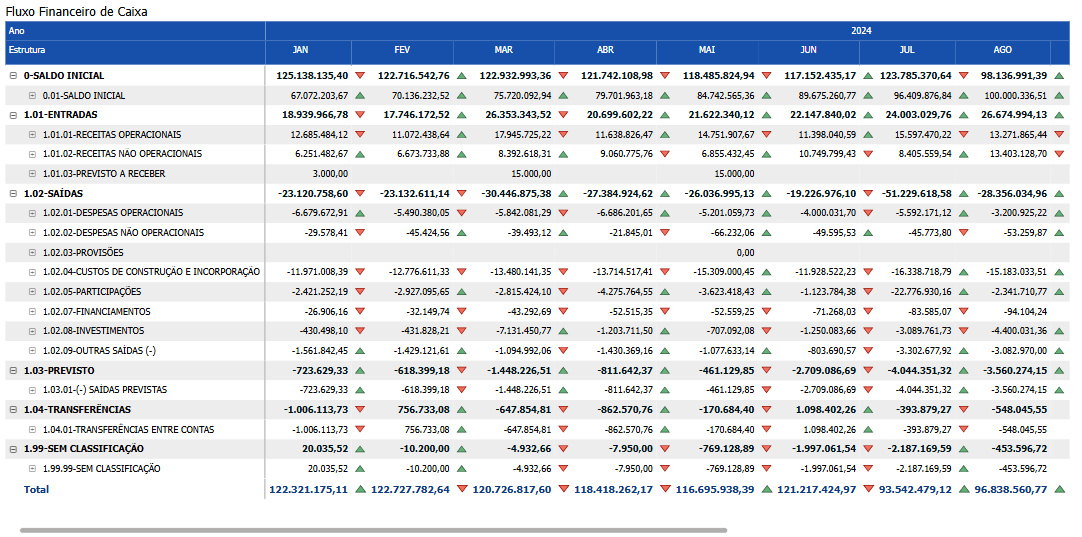 Fluxo Financeiro de Caixa
Ano 2024
Estrutura JAN FEV MAR ABR MAI JUN JUL AGO
0-SALDO INICIAL 125.138.135,40 122.716.542,76 122.932.993,36 121.742.108,98 118.485.824,94 117.152.435,17 123.785.370,64 98.136.991,39
0.01-SALDO INICIAL 67.072.203,67 70.136.232,52 75.720.092,94 79.701.963,18 84.742.565,36 89.675.260,77 96.409.876,84 100.000.336,51
1.01-ENTRADAS 18.939.966,78 17.746.172,52 26.353.343,52 20.699.602,22 21.622.340,12 22.147.840,02 24.003.029,76 26.674.994,13
1.01.01-RECEITAS OPERACIONAIS 12.685.484,12 11.072.438,64 17.945.725,22 11.638.826,47 14.751.907,67 11.398.040,59 15.597.470,22 13.271.865,44
1.01.02-RECEITAS NÃO OPERACIONAIS 6.251.482,67 6.673.733,88 8.392.618,31 9.060.775,76 6.855.432,45 10.749.799,43 8.405.559,54 13.403.128,70
1.01.03-PREVISTO A RECEBER 3.000,00 15.000,00 15.000,00
1.02-SAÍDAS -23.120.758,60 -23.132.611,14 -30.446.875,38 -27.384.924,62 -26.036.995,13 -19.226.976,10 -51.229.618,58 -28.356.034,96
1.02.01-DESPESAS OPERACIONAIS -6.679.672,91 -5.490.380,05 -5.842.081,29 -6.686.201,65 -5.201.059,73 -4.000.031,70 -5.592.171,12 -3.200.925,22
1.02.02-DESPESAS NÃO OPERACIONAIS -29.578,41 -45.424,56 -39.493,12 -21.845,01 -66.232,06 -49.595,53 -45.773,80 -53.259,87
1.02.03-PROVISÕES 0,00
1.02.04-CUSTOS DE CONSTRUÇÃO E INCORPORAÇÃO -11.971.008,39 -12.776.611,33 -13.480.141,35 -13.714.517,41 -15.309.000,45 -11.928.522,23 -16.338.718,79 -15.183.033,51
1.02.05-PARTICIPAÇÕES -2.421.252,19 -2.927.095,65 -2.815.424,10 -4.275.764,55 -3.618.418,43 -1.123.784,38 -22.776.930,16 -2.341.710,77
1.02.07-FINANCIAMENTOS -26.906,16 -32.149,74 -43.292,69 -52.515,35 -52.559,25 -71.268,03 -83.585,07 -94.104,24
1.02.08-INVESTIMENTOS -430.498,10 -431.828,21 -7.131.450,77 -1.203.711,50 -707.092,08 -1.250.083,66 -3.089.761,73 -4.400.031,36
1.02.09-OUTRAS SAÍDAS (-) -1.561.842,45 -1.429.121,61 -1.094.992,06 -1.430.369,16 -1.077.633,14 -803.690,57 -3.302.677,92 -3.082.970,00
1.03-PREVISTO -723.629,33 -618.399,18 -1.448.226,51 -811.642,37 -461.129,85 -2.709.086,69 -4.044.351,32 -3.560.274,15
1.03.01-(-) SAÍDAS PREVISTAS -723.629,33 -618.399,18 -1.448.226,51 -811.642,37 -461.129,85 -2.709.086,69 -4.044.351,32 -3.560.274,15
1.04-TRANSFERÊNCIAS -1.006.113,73 756.733,08 -647.854,81 -862.570,76 -170.684,40 1.098.402,26 -393.879,27 -548.045,55
1.04.01-TRANSFERÊNCIAS ENTRE CONTAS -1.006.113,73 756.733,08 -647.854,81 -862.570,76 -170.684,40 1.098.402,26 -393.879,27 -548.045,55
1.99-SEM CLASSIFICAÇÃO 20.035,52 -10.200,00 -4.932,66 -7.950,00 -769.128,89 -1.997.061,54 -2.187.169,59 -453.596,72
1.99.99-SEM CLASSIFICAÇÃO 20.035,52 -10.200,00 -4.932,66 -7.950,00 -769.128,89 -1.997.061,54 -2.187.169,59 -453.596,72
Total 122.321.175,11 122.727.782,64 120.726.817,60 118.418.262,17 116.695.938,39 121.217.424,97 93.542.479,12 96.838.560,77